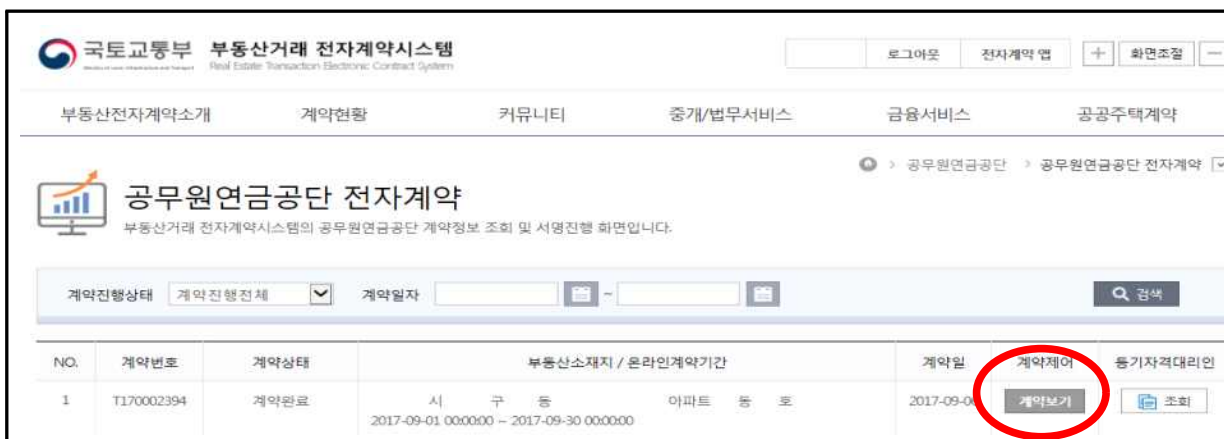 국토교통부 부동산거래 전자계약시스템
Real Estate Transaction Electronic Contract System
로그아웃 전자계약 앱 + 화면조절 —
부동산전자계약소개 계약현황 커뮤니티 중개/법무서비스 금융서비스 공공주택계약
> 공무원연금공단 > 공무원연금공단 전자계약
공무원연금공단 전자계약
부동산거래 전자계약시스템의 공무원연금공단 계약정보 조회 및 서명진행 화면입니다.
계약진행상태 계약진행전체 계약일자 ~ 검색
NO. 계약번호 계약상태 부동산소재지 / 온라인계약기간 계약일 계약제어 등기자격대리인
1 T170002394 계약완료 시 구 동 아파트 동 호 2017-09-0 계약보기 조회
2017-09-01 00:00:00 ~ 2017-09-30 00:00:00